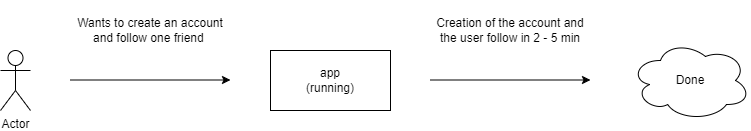 Wants to create an account
and follow one friend
Creation of the account and
the user follow in 2 - 5 min
app
(running)
Done
Actor